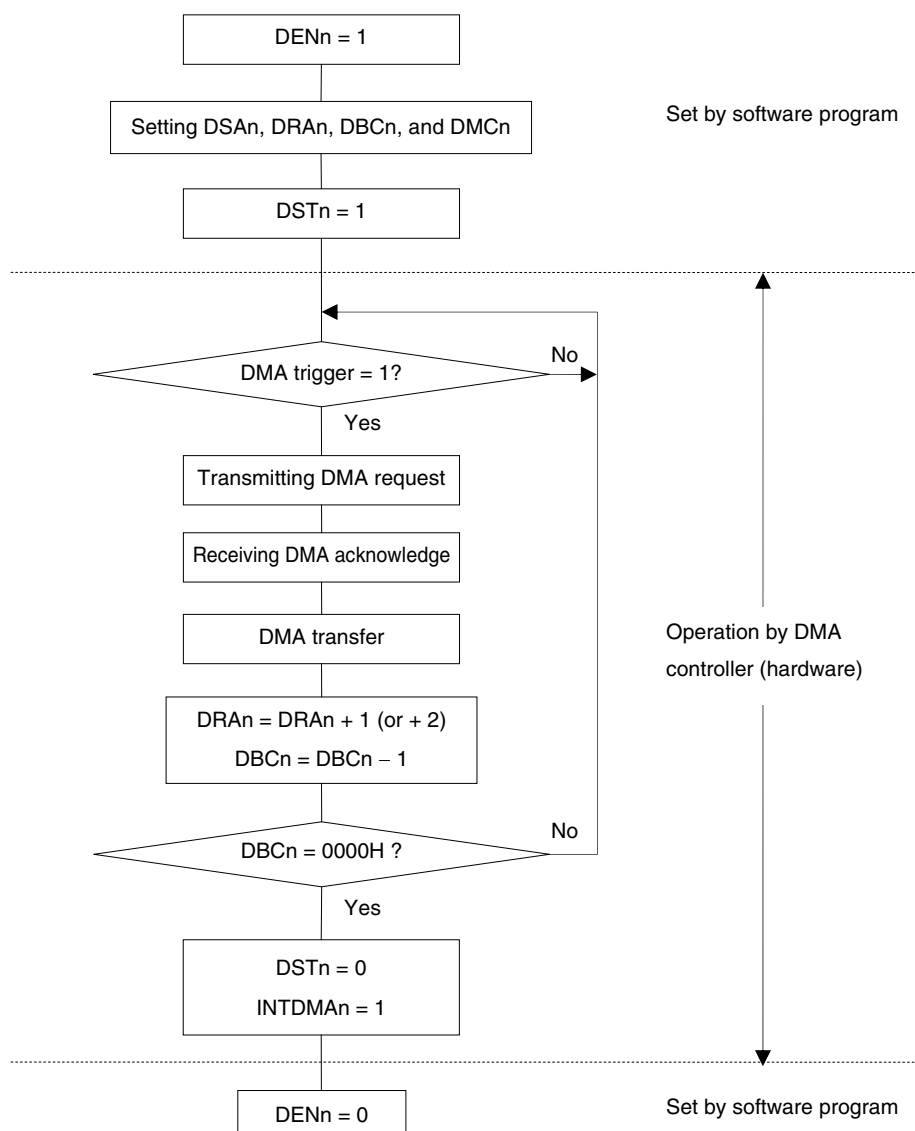 DENn = 1
Setting DSAn, DRAn, DBCn, and DMCn
Set by software program
DSTn = 1
DMA trigger = 1?
No
Yes
Transmitting DMA request
Receiving DMA acknowledge
DMA transfer
Operation by DMA
controller (hardware)
DRAn = DRAn + 1 (or + 2)
DBCn = DBCn − 1
DBCn = 0000H ?
No
Yes
DSTn = 0
INTDMAn = 1
DENn = 0
Set by software program